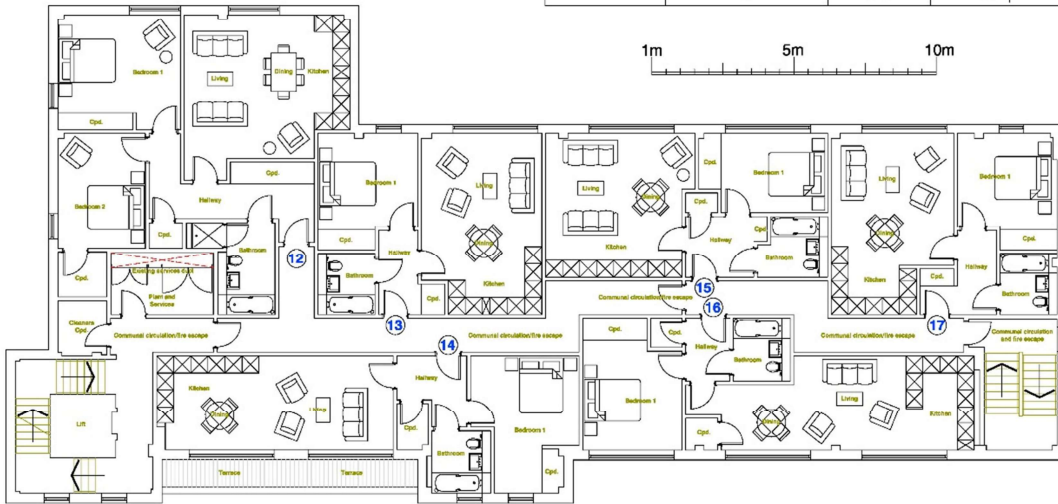 1m 5m 10m
Bedroom 1
Living
Dining
Kitchen
Cpd.
Cpd.
Bedroom 2
Hallway
Cpd.
Bathroom
12
Cpd.
Existing services duct
Plant and
Services
Cleaners
Cpd.
Communal circulation/fire escape
Lift
Bedroom 1
Cpd.
Hallway
Bathroom
Cpd.
13
Living
Dining
Kitchen
Communal circulation/fire escape
14
Living
Dining
Kitchen
Cpd.
Bedroom 1
Cpd.
Hallway
Cpd
Bathroom
15
Communal circulation/fire escape
16
Living
Dining
Kitchen
Cpd.
Bedroom 1
Cpd.
Hallway
Bathroom
17
Communal circulation/fire escape
Communal circulation
and fire escape
Kitchen
Dining
Living
Hallway
Cpd.
Bathroom
Bedroom 1
Cpd.
Terrace
Terrace
Cpd.
Cpd.
Hallway
Bathroom
Bedroom 1
Cpd.
Dining
Living
Kitchen